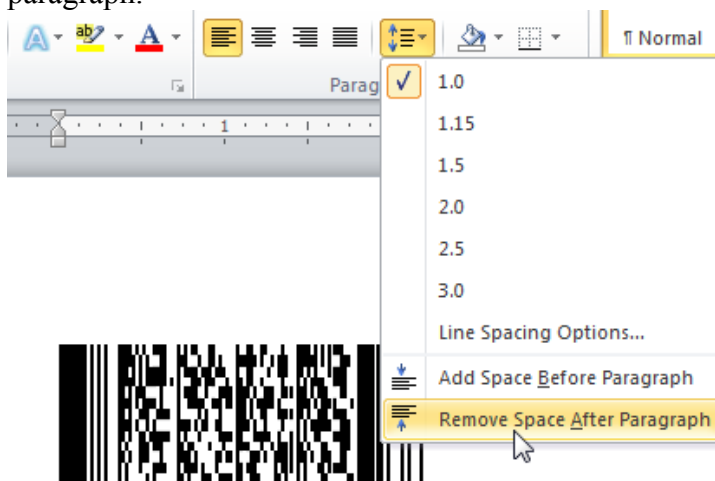 paragraph.
A ab A ¶ Normal
Parag
1
1.0
1.15
1.5
2.0
2.5
3.0
Line Spacing Options...
Add Space Before Paragraph
Remove Space After Paragraph